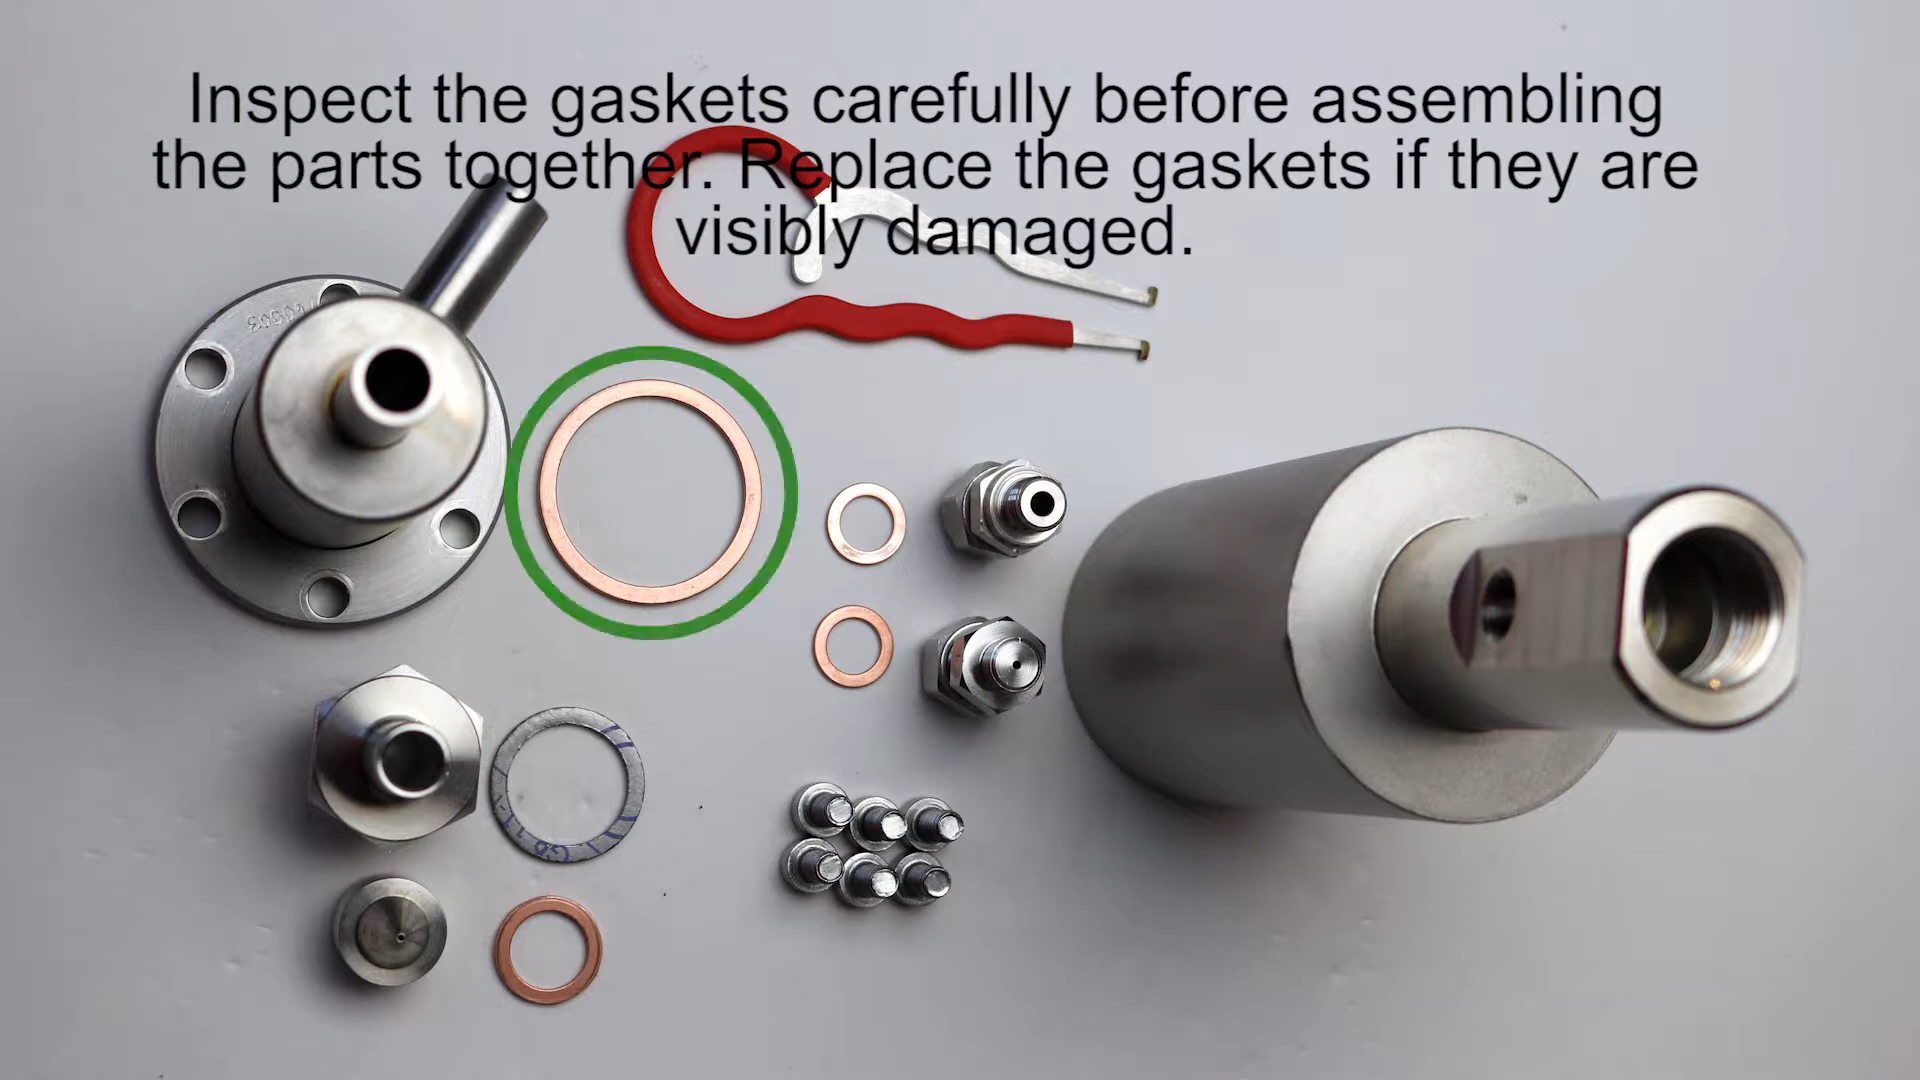 Inspect the gaskets carefully before assembling
the parts together. Replace the gaskets if they are
visibly damaged.